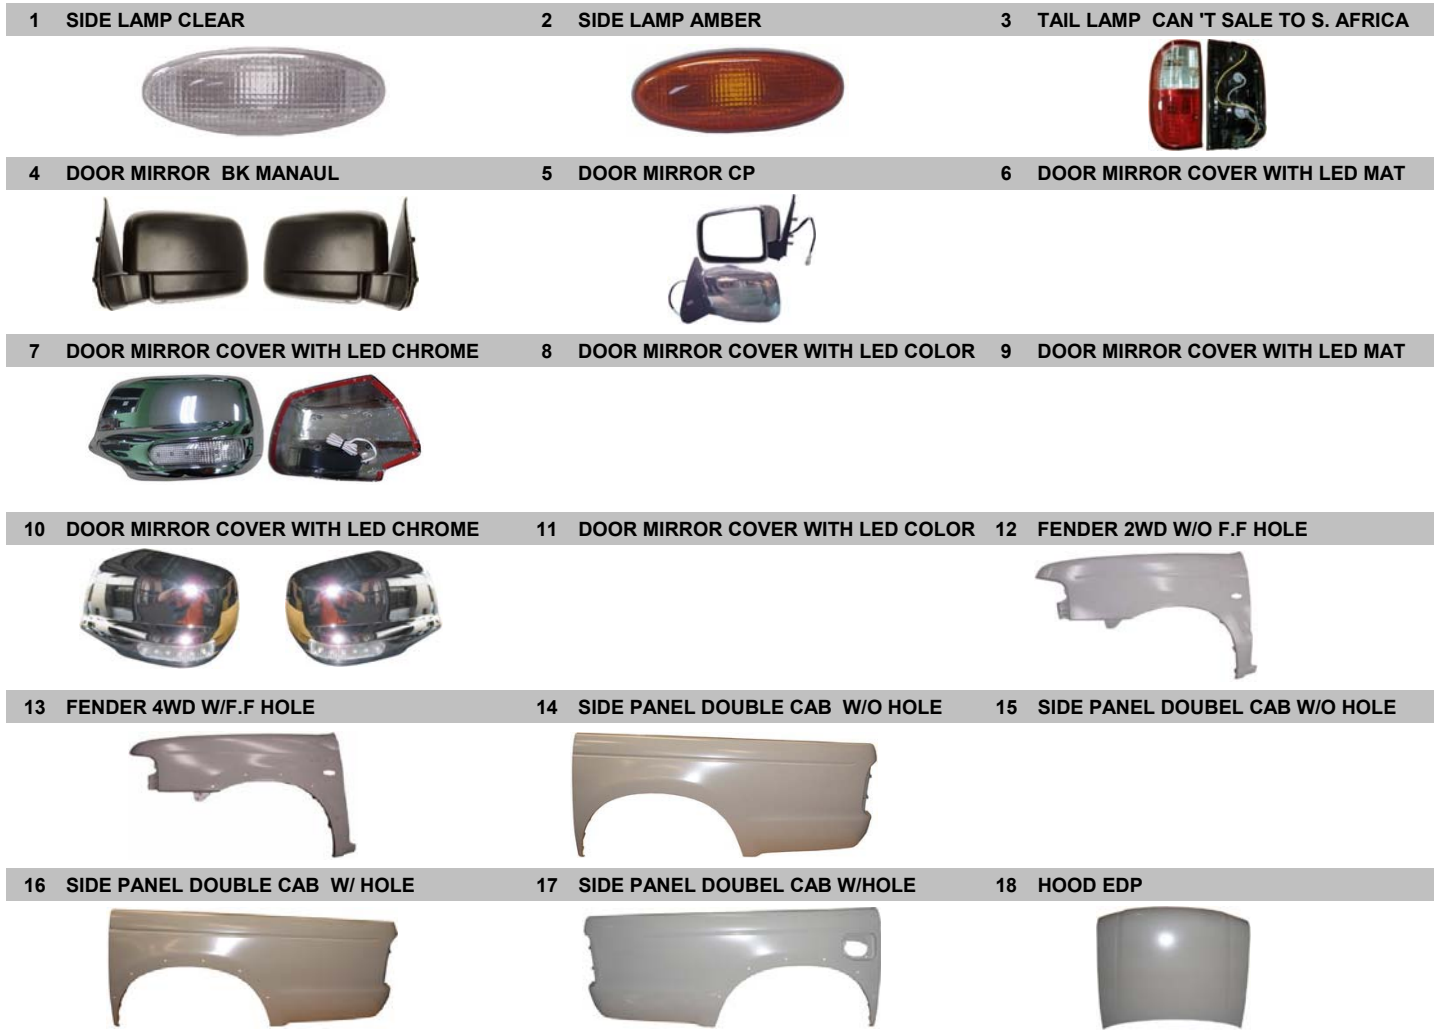 1 SIDE LAMP CLEAR
2 SIDE LAMP AMBER
3 TAIL LAMP CAN 'T SALE TO S. AFRICA
4 DOOR MIRROR BK MANAUL
5 DOOR MIRROR CP
6 DOOR MIRROR COVER WITH LED MAT
7 DOOR MIRROR COVER WITH LED CHROME
8 DOOR MIRROR COVER WITH LED COLOR
9 DOOR MIRROR COVER WITH LED MAT
10 DOOR MIRROR COVER WITH LED CHROME
11 DOOR MIRROR COVER WITH LED COLOR
12 FENDER 2WD W/O F.F HOLE
13 FENDER 4WD W/F.F HOLE
14 SIDE PANEL DOUBLE CAB W/O HOLE
15 SIDE PANEL DOUBEL CAB W/O HOLE
16 SIDE PANEL DOUBLE CAB W/ HOLE
17 SIDE PANEL DOUBEL CAB W/HOLE
18 HOOD EDP